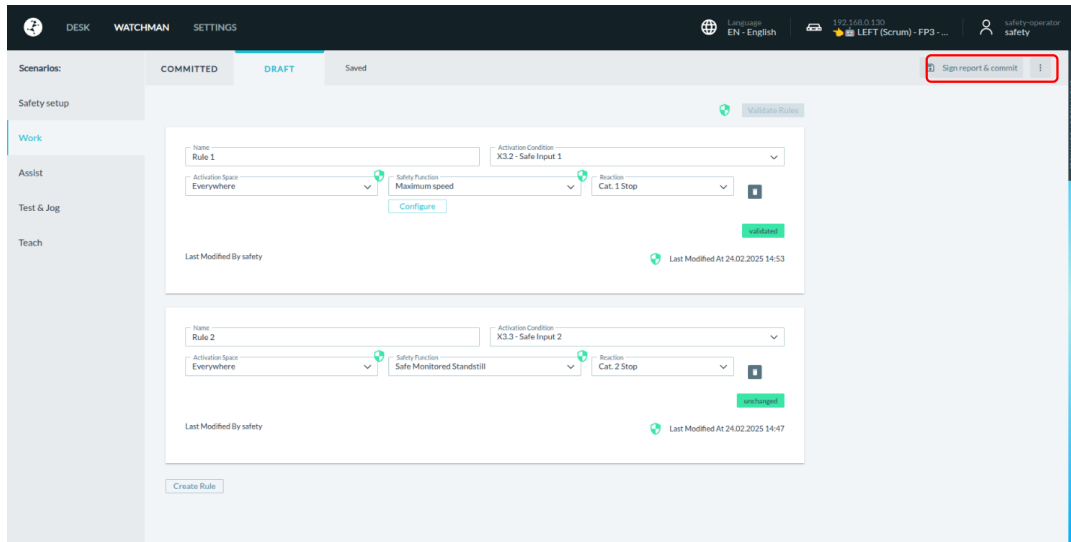 DESK WATCHMAN SETTINGS
Language
EN - English
192.168.0.130
👈🤖 LEFT (Scrum) - FP3 - ...
safety-operator
safety
Scenarios:
COMMITTED DRAFT Saved
Sign report & commit
Safety setup
Work
Assist
Test & Jog
Teach
Validate Rules
Name
Rule 1
Activation Condition
X3.2 - Safe Input 1
Activation Space
Everywhere
Safety Function
Maximum speed
Reaction
Cat. 1 Stop
Configure
validated
Last Modified By safety
Last Modified At 24.02.2025 14:53
Name
Rule 2
Activation Condition
X3.3 - Safe Input 2
Activation Space
Everywhere
Safety Function
Safe Monitored Standstill
Reaction
Cat. 2 Stop
unchanged
Last Modified By safety
Last Modified At 24.02.2025 14:47
Create Rule